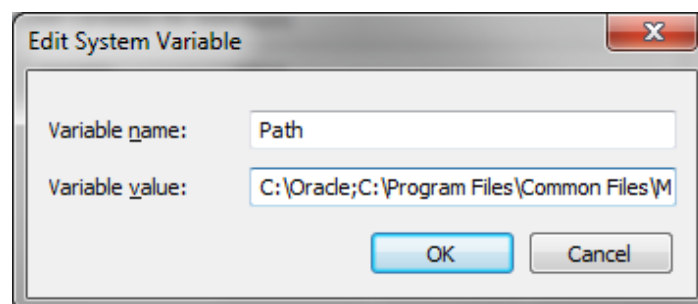 Edit System Variable
Variable name: Path
Variable value: C:\Oracle;C:\Program Files\Common Files\M
OK Cancel